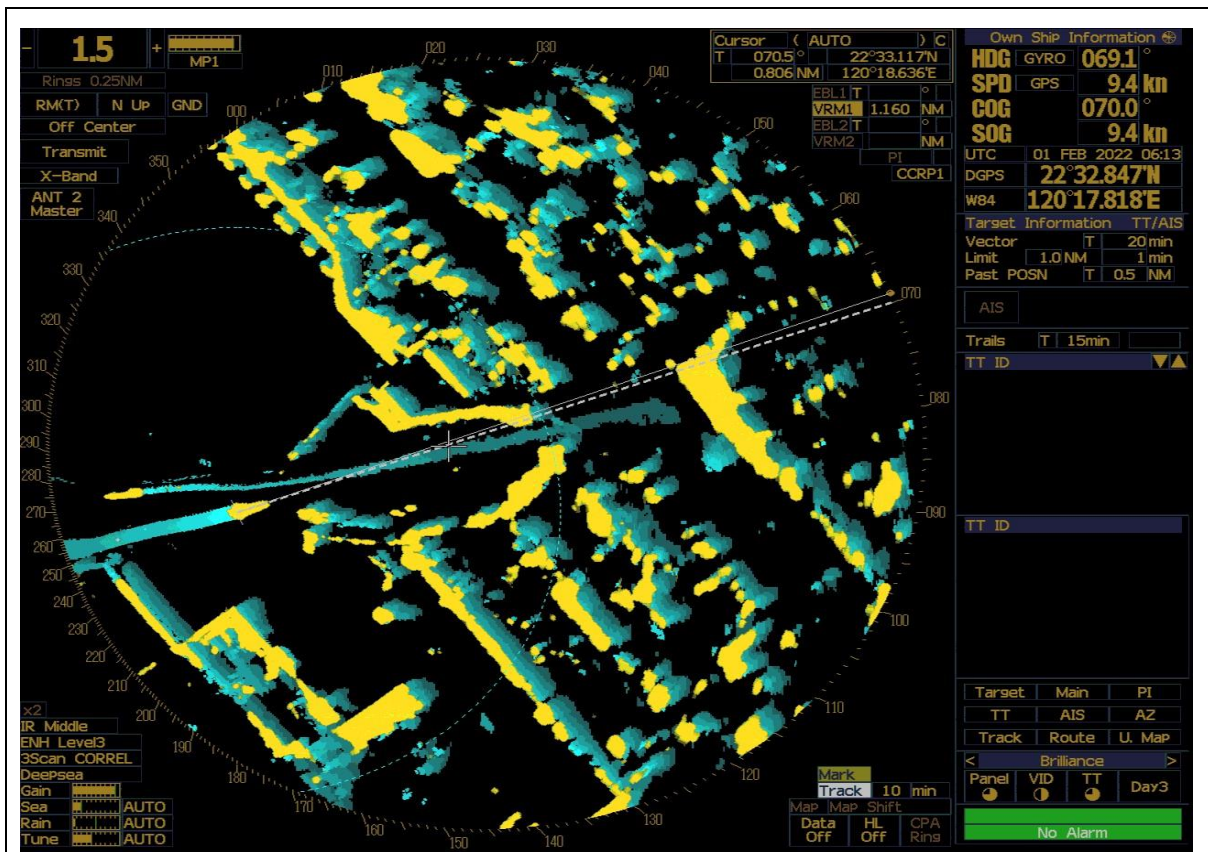 - 1.5 +
MP1
Rings 0.25NM
RM(T) N Up GND
Off Center
Transmit
X-Band
ANT 2
Master
Cursor ( AUTO ) C
T 070.5° 22°33.117'N
0.806 NM 120°18.636'E
EBL1 T °
VRM1 1.160 NM
EBL2 T °
VRM2 NM
PI
CCRP1
000
010
020
030
040
050
060
070
080
090
100
110
120
130
140
150
160
170
180
190
200
210
220
230
240
250
260
270
280
290
300
310
320
330
340
350
Own Ship Information
HDG GYRO 069.1°
SPD GPS 9.4 kn
COG 070.0°
SOG 9.4 kn
UTC 01 FEB 2022 06:13
DGPS 22°32.847'N
W84 120°17.818'E
Target Information TT/AIS
Vector T 20 min
Limit 1.0 NM 1 min
Past POSN T 0.5 NM
AIS
Trails T 15min
TT ID
TT ID
Target Main PI
TT AIS AZ
Track Route U. Map
< Brilliance >
Panel VID TT Day3
No Alarm
x2
IR Middle
ENH Level3
3Scan CORREL
Deepsea
Gain
Sea AUTO
Rain AUTO
Tune AUTO
Mark
Track 10 min
Map Map Shift
Data Off HL Off CPA Ring